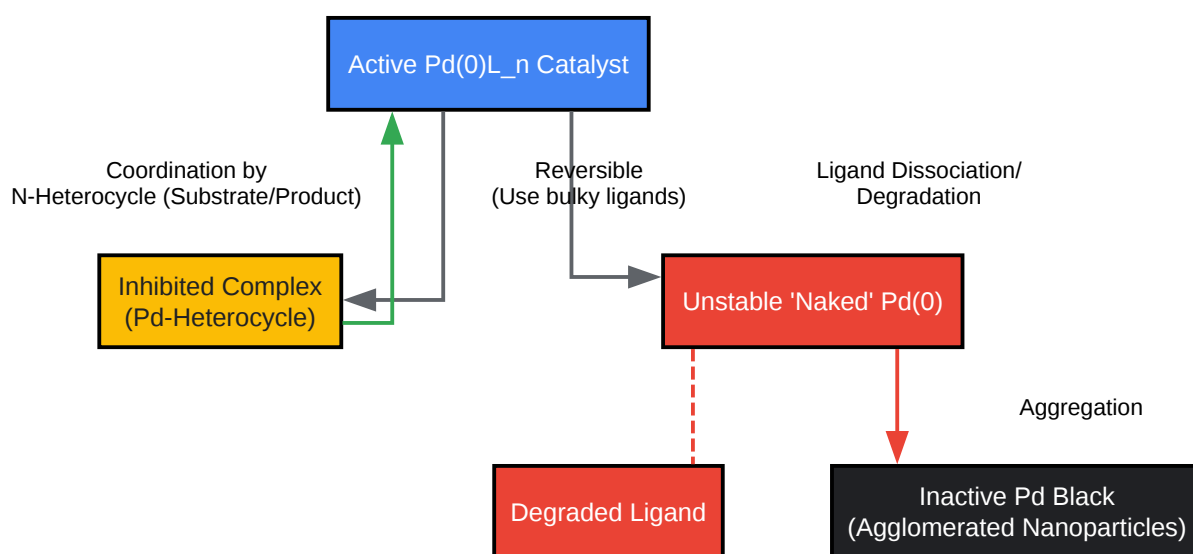 Active Pd(0)L_n Catalyst
Coordination by
N-Heterocycle (Substrate/Product)
Reversible
(Use bulky ligands)
Ligand Dissociation/
Degradation
Inhibited Complex
(Pd-Heterocycle)
Unstable 'Naked' Pd(0)
Aggregation
Degraded Ligand
Inactive Pd Black
(Agglomerated Nanoparticles)